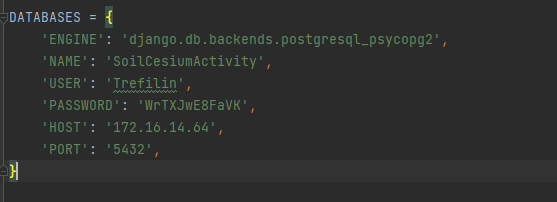 DATABASES = {
    'ENGINE': 'django.db.backends.postgresql_psycopg2',
    'NAME': 'SoilCesiumActivity',
    'USER': 'Trefilin',
    'PASSWORD': 'WrTXJwE8FaVK',
    'HOST': '172.16.14.64',
    'PORT': '5432',
}